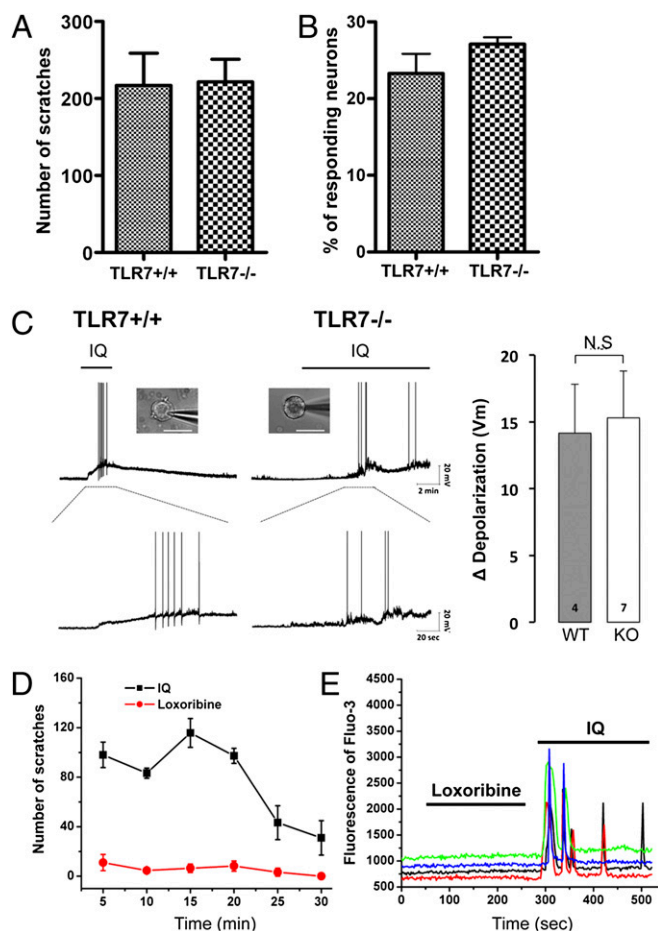 A
Number of scratches
300
200
100
0
TLR7+/+ TLR7-/-
B
% of responding neurons
30
20
10
0
TLR7+/+ TLR7-/-
C
TLR7+/+
IQ
TLR7-/-
IQ
20 mV
2 min
20 mV
20 sec
N.S
Δ Depolarization (Vm)
20
15
10
5
0
4
7
WT KO
D
Number of scratches
160
120
80
40
0
IQ
Loxoribine
5 10 15 20 25 30
Time (min)
E
Fluorescence of Fluo-3
4500
4000
3500
3000
2500
2000
1500
1000
500
Loxoribine
IQ
0 100 200 300 400 500
Time (sec)